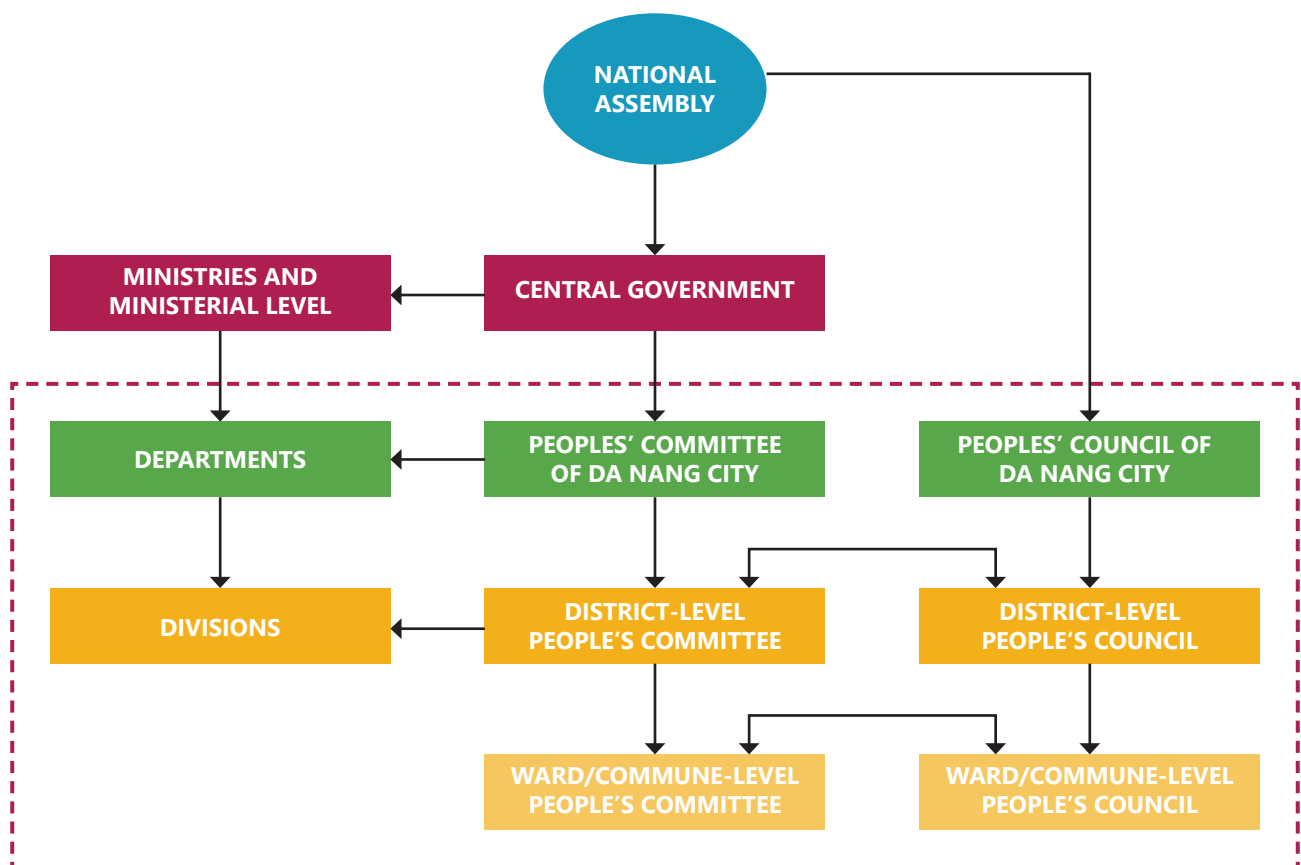 NATIONAL
ASSEMBLY
MINISTRIES AND
MINISTERIAL LEVEL
CENTRAL GOVERNMENT
DEPARTMENTS
PEOPLES’ COMMITTEE
OF DA NANG CITY
PEOPLES’ COUNCIL OF
DA NANG CITY
DIVISIONS
DISTRICT-LEVEL
PEOPLE‘S COMMITTEE
DISTRICT-LEVEL
PEOPLE‘S COUNCIL
WARD/COMMUNE-LEVEL
PEOPLE’S COMMITTEE
WARD/COMMUNE-LEVEL
PEOPLE’S COUNCIL